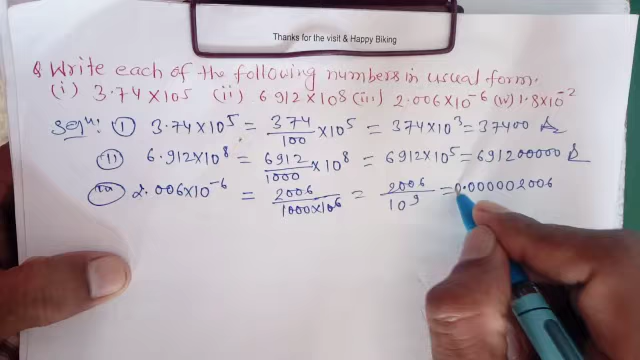 Thanks for the visit & Happy Biking
Q Write each of the following numbers in usual form.
(i) 3.74×10⁵ (ii) 6.912×10⁸ (iii) 2.006×10⁻⁶ (iv) 1.8×10⁻²
Solⁿ: (i) 3.74×10⁵ = 374/100 ×10⁵ = 374×10³ = 37400
(ii) 6.912×10⁸ = 6912/1000 ×10⁸ = 6912×10⁵ = 691200000
(iii) 2.006×10⁻⁶ = 2006/1000×10⁶ = 2006/10⁹ = 0.000002006